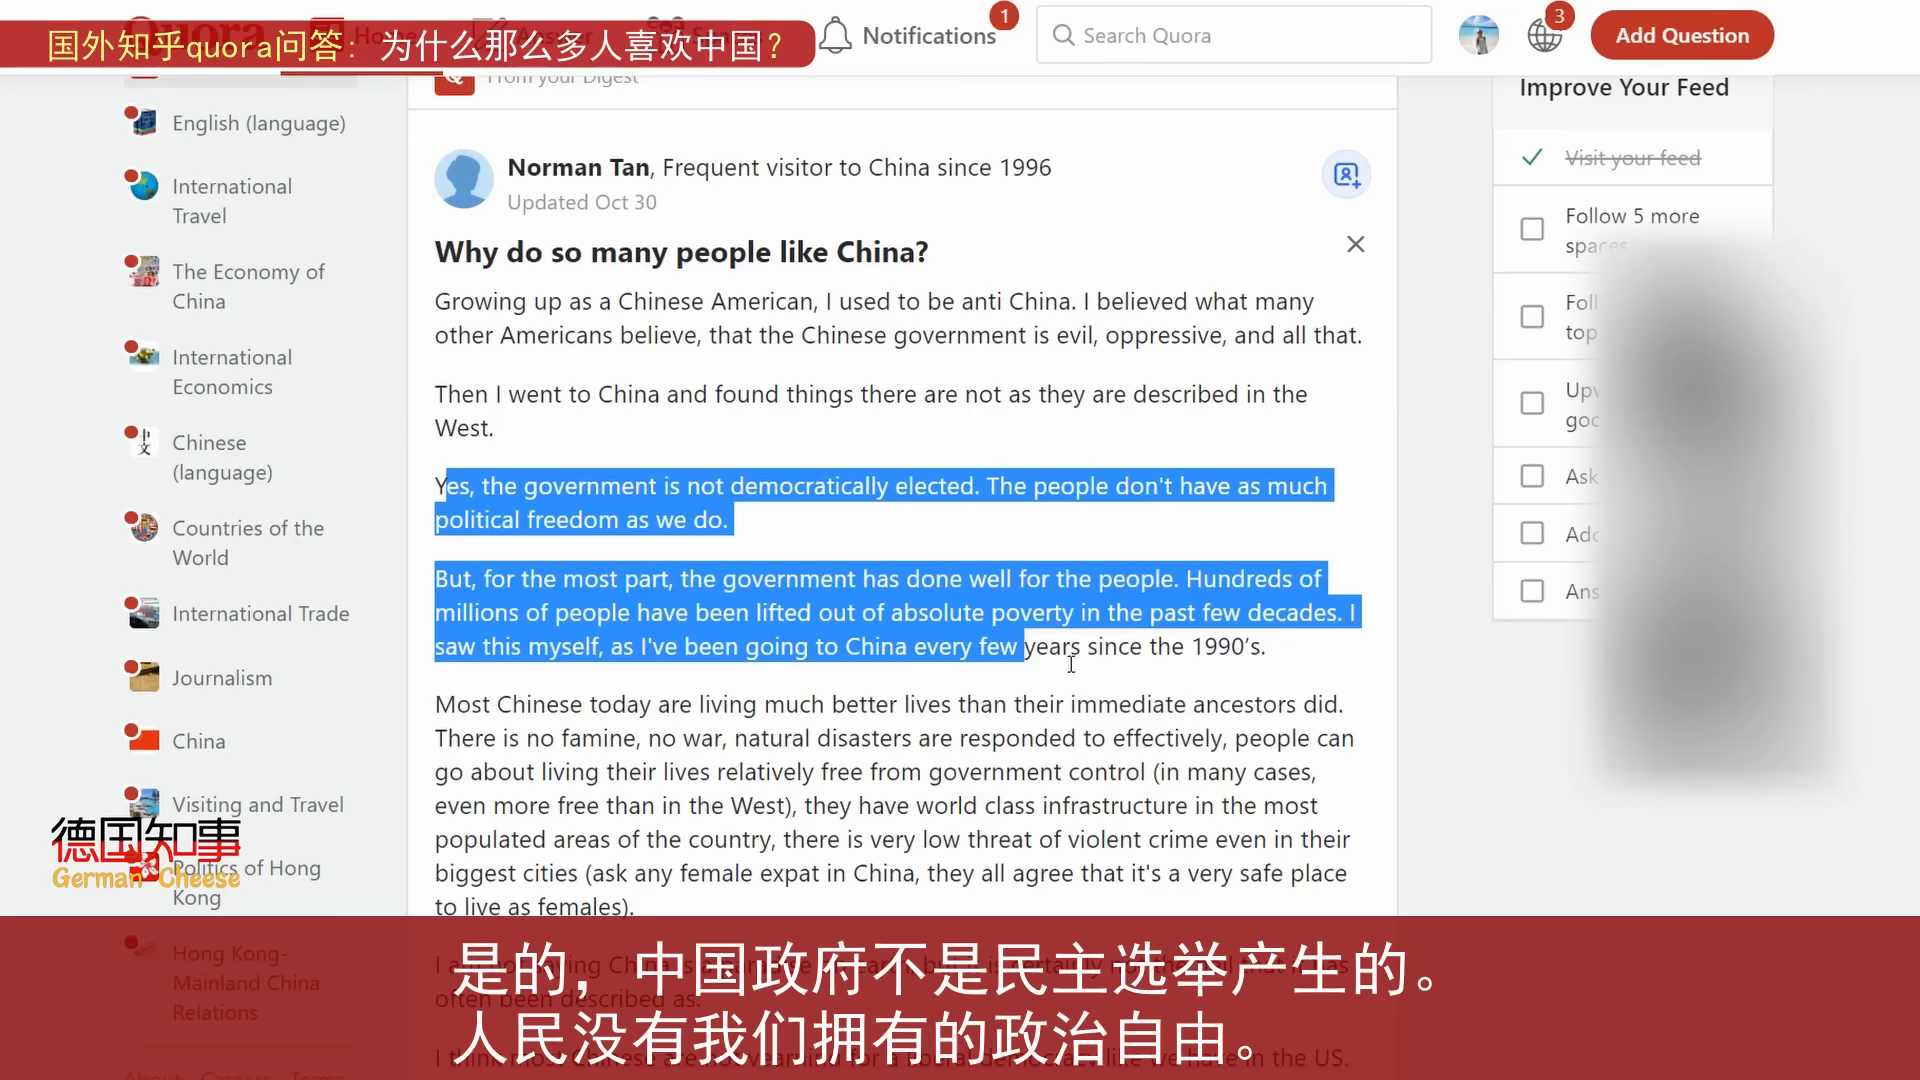 国外知乎quora问答：为什么那么多人喜欢中国？
Notifications
1
Search Quora
3
Add Question
From your Digest
English (language)
International
Travel
The Economy of
China
International
Economics
Chinese
(language)
Countries of the
World
International Trade
Journalism
China
Visiting and Travel
Politics of Hong
Kong
Hong Kong-
Mainland China
Relations
德国知事
German Cheese
Norman Tan, Frequent visitor to China since 1996
Updated Oct 30
Why do so many people like China?
Growing up as a Chinese American, I used to be anti China. I believed what many
other Americans believe, that the Chinese government is evil, oppressive, and all that.
Then I went to China and found things there are not as they are described in the
West.
Yes, the government is not democratically elected. The people don't have as much
political freedom as we do.
But, for the most part, the government has done well for the people. Hundreds of
millions of people have been lifted out of absolute poverty in the past few decades. I
saw this myself, as I've been going to China every few years since the 1990’s.
Most Chinese today are living much better lives than their immediate ancestors did.
There is no famine, no war, natural disasters are responded to effectively, people can
go about living their lives relatively free from government control (in many cases,
even more free than in the West), they have world class infrastructure in the most
populated areas of the country, there is very low threat of violent crime even in their
biggest cities (ask any female expat in China, they all agree that it's a very safe place
to live as females).
often been described as.
Improve Your Feed
Visit your feed
Follow 5 more
spaces
Ask
是的，中国政府不是民主选举产生的。
人民没有我们拥有的政治自由。